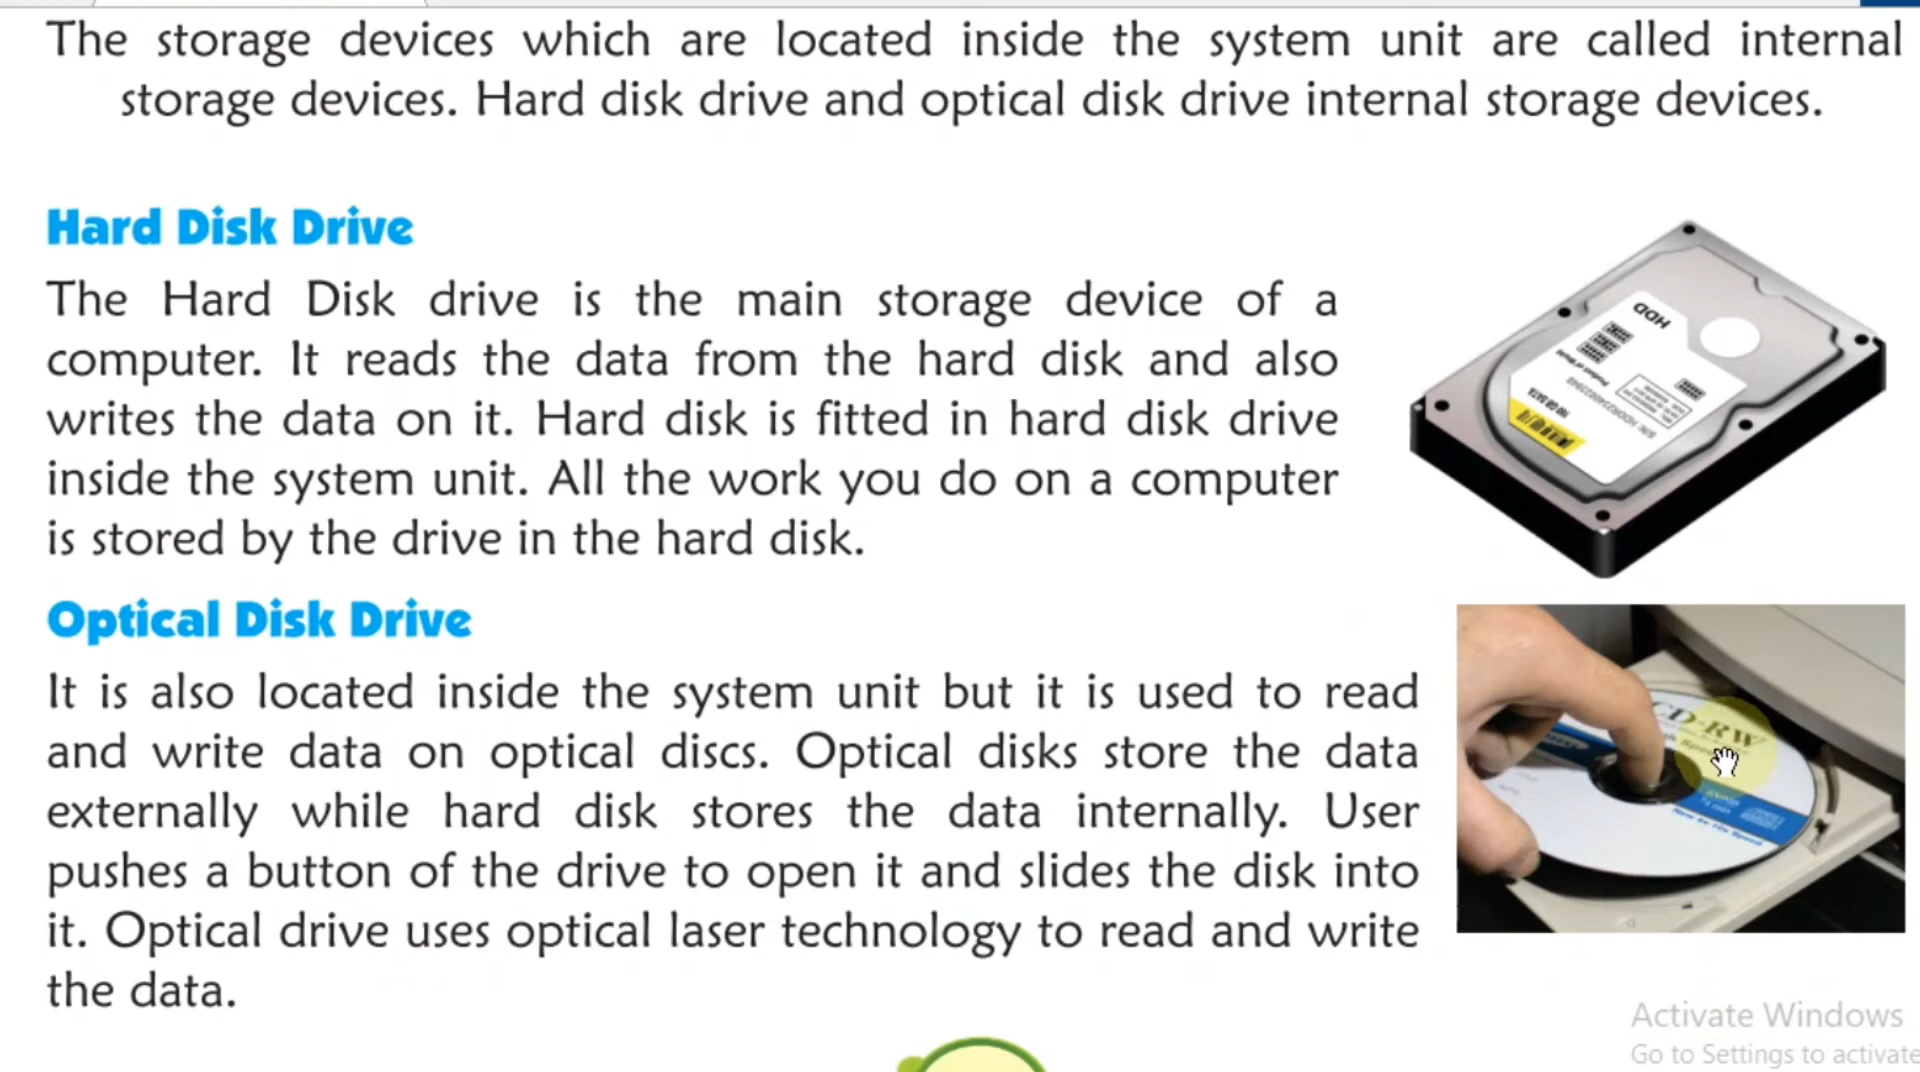 The storage devices which are located inside the system unit are called internal
storage devices. Hard disk drive and optical disk drive internal storage devices.
Hard Disk Drive
The Hard Disk drive is the main storage device of a
computer. It reads the data from the hard disk and also
writes the data on it. Hard disk is fitted in hard disk drive
inside the system unit. All the work you do on a computer
is stored by the drive in the hard disk.
HDD
Optical Disk Drive
It is also located inside the system unit but it is used to read
and write data on optical discs. Optical disks store the data
externally while hard disk stores the data internally. User
pushes a button of the drive to open it and slides the disk into
it. Optical drive uses optical laser technology to read and write
the data.
CD-RW
Activate Windows
Go to Settings to activate